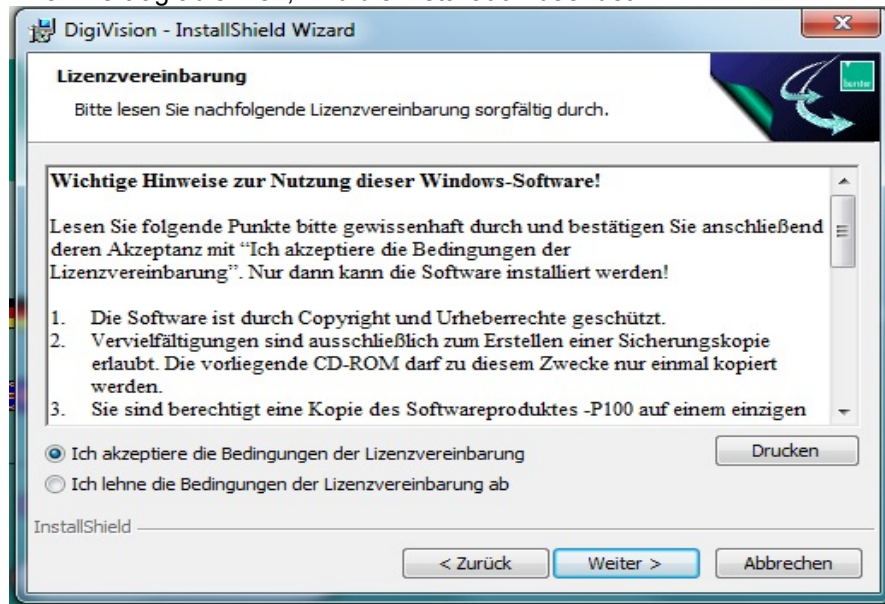 DigiVision - InstallShield Wizard
Lizenzvereinbarung
Bitte lesen Sie nachfolgende Lizenzvereinbarung sorgfältig durch.
Wichtige Hinweise zur Nutzung dieser Windows-Software!
Lesen Sie folgende Punkte bitte gewissenhaft durch und bestätigen Sie anschließend
deren Akzeptanz mit “Ich akzeptiere die Bedingungen der
Lizenzvereinbarung”. Nur dann kann die Software installiert werden!
1. Die Software ist durch Copyright und Urheberrechte geschützt.
2. Vervielfältigungen sind ausschließlich zum Erstellen einer Sicherungskopie
erlaubt. Die vorliegende CD-ROM darf zu diesem Zwecke nur einmal kopiert
werden.
3. Sie sind berechtigt eine Kopie des Softwareproduktes -P100 auf einem einzigen
Ich akzeptiere die Bedingungen der Lizenzvereinbarung
Drucken
Ich lehne die Bedingungen der Lizenzvereinbarung ab
InstallShield
< Zurück Weiter > Abbrechen